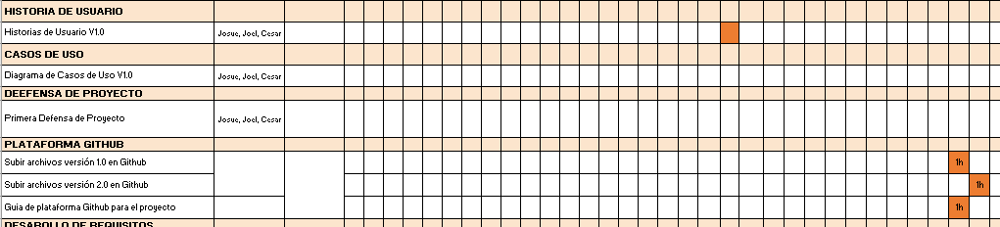 HISTORIA DE USUARIO
Historias de Usuario V1.0 Josue, Joel, Cesar
CASOS DE USO
Diagrama de Casos de Uso V1.0 Josue, Joel, Cesar
DEEFENSA DE PROYECTO
Primera Defensa de Proyecto Josue, Joel, Cesar
PLATAFORMA GITHUB
Subir archivos versión 1.0 en Github 1h
Subir archivos versión 2.0 en Github 1h
Guia de plataforma Github para el proyecto 1h
DESAROLLO DE REQUISITOS